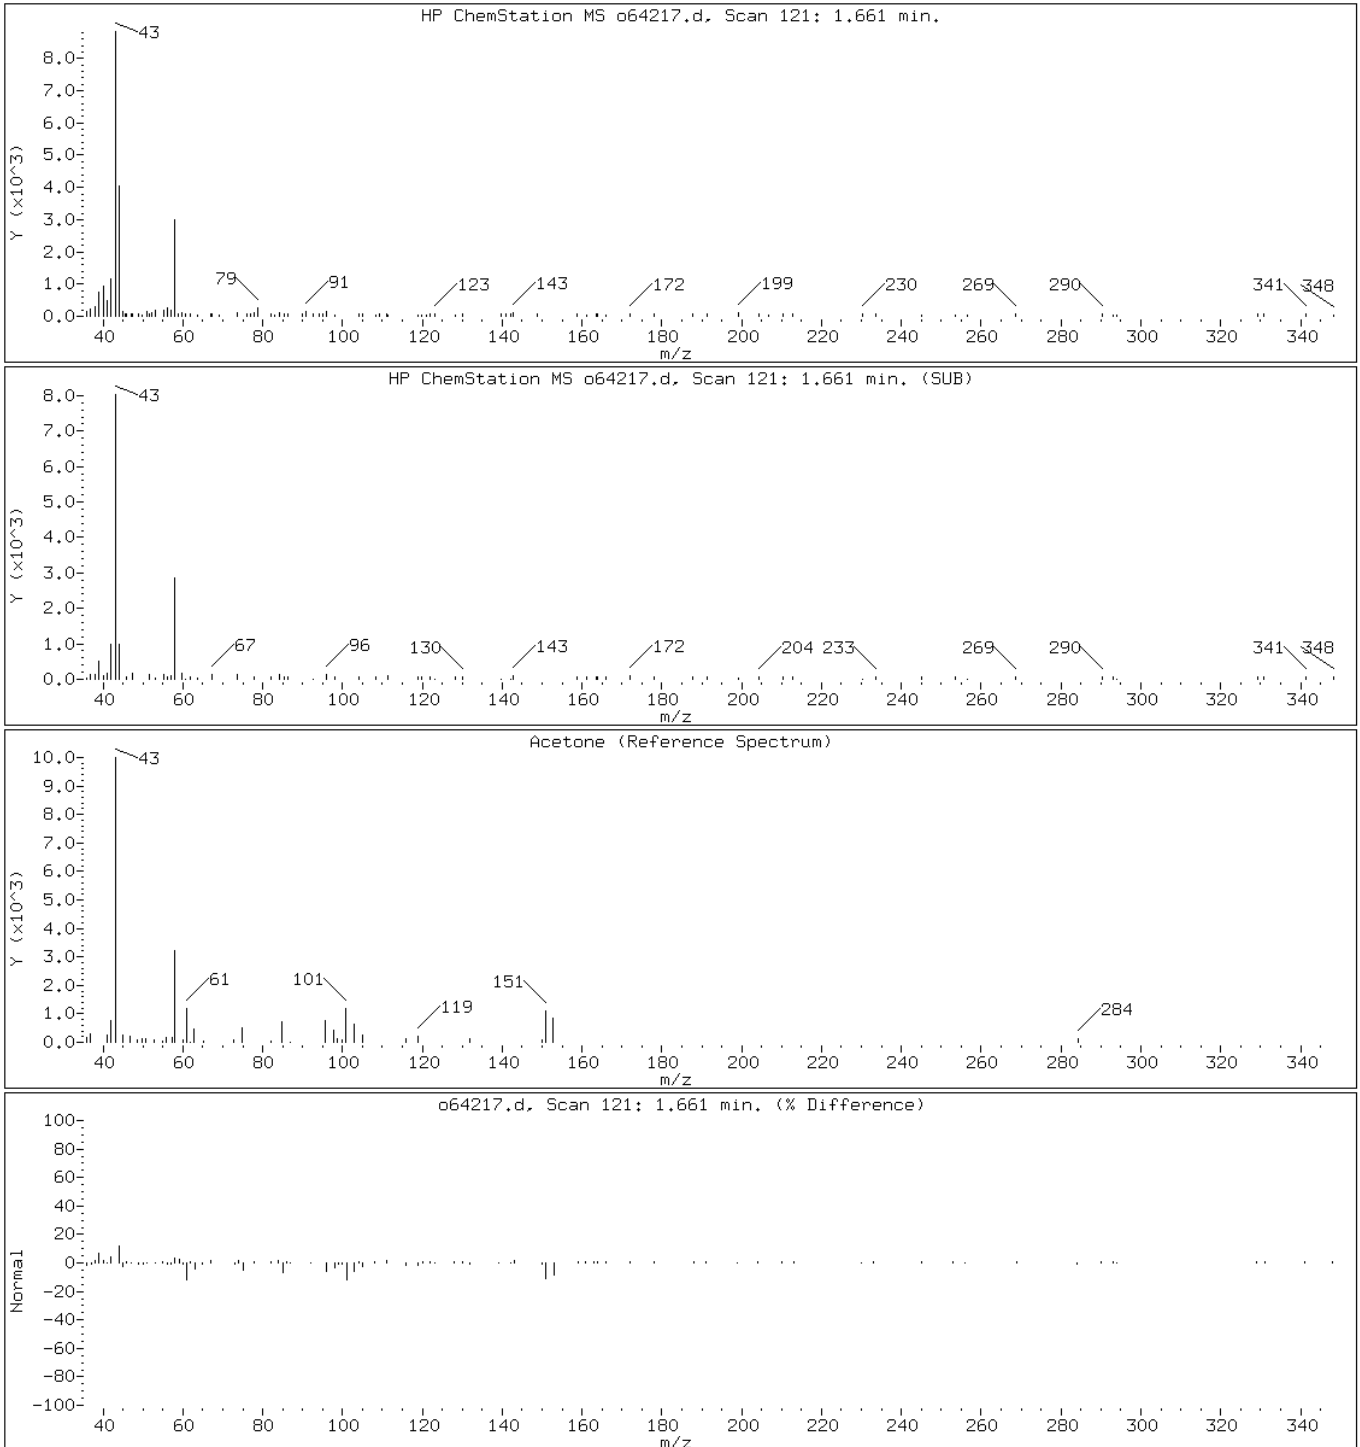 HP ChemStation MS o64217.d, Scan 121: 1.661 min.
43
8.0
7.0
6.0
5.0
4.0
3.0
2.0
1.0
0.0
Y (x10^3)
79 91 123 143 172 199 230 269 290 341 348
40 60 80 100 120 140 160 180 200 220 240 260 280 300 320 340
m/z
HP ChemStation MS o64217.d, Scan 121: 1.661 min. (SUB)
43
8.0
7.0
6.0
5.0
4.0
3.0
2.0
1.0
0.0
Y (x10^3)
67 96 130 143 172 204 233 269 290 341 348
40 60 80 100 120 140 160 180 200 220 240 260 280 300 320 340
m/z
Acetone (Reference Spectrum)
43
10.0
9.0
8.0
7.0
6.0
5.0
4.0
3.0
2.0
1.0
0.0
Y (x10^3)
61 101 119 151 284
40 60 80 100 120 140 160 180 200 220 240 260 280 300 320 340
m/z
o64217.d, Scan 121: 1.661 min. (% Difference)
100
80
60
40
20
0
-20
-40
-60
-80
-100
Normal
40 60 80 100 120 140 160 180 200 220 240 260 280 300 320 340
m/z